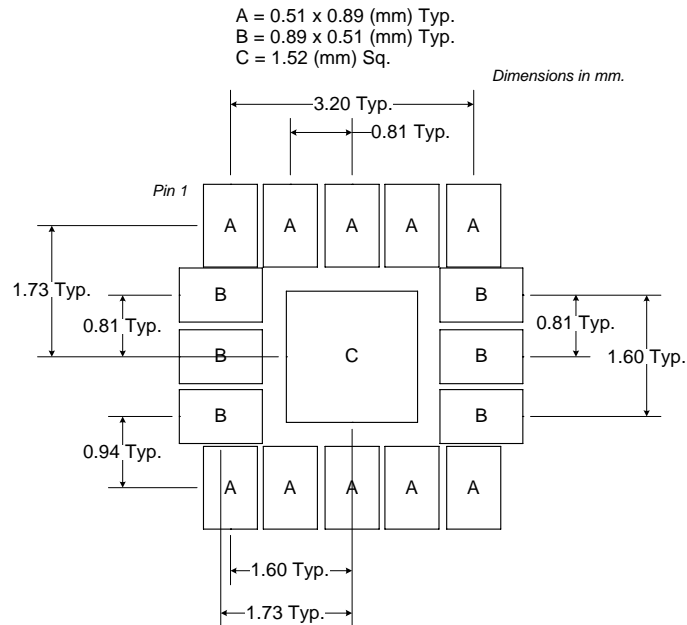 A = 0.51 x 0.89 (mm) Typ.
B = 0.89 x 0.51 (mm) Typ.
C = 1.52 (mm) Sq.
Dimensions in mm.
3.20 Typ.
0.81 Typ.
Pin 1
A A A A A
1.73 Typ.
B B
0.81 Typ.
0.81 Typ.
B C B
1.60 Typ.
B B
0.94 Typ.
A A A A A
1.60 Typ.
1.73 Typ.